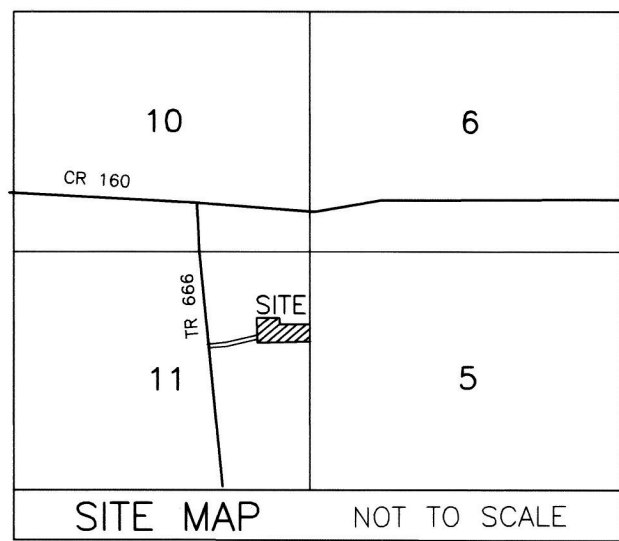 10
6
CR 160
TR 666
SITE
11
5
SITE MAP
NOT TO SCALE